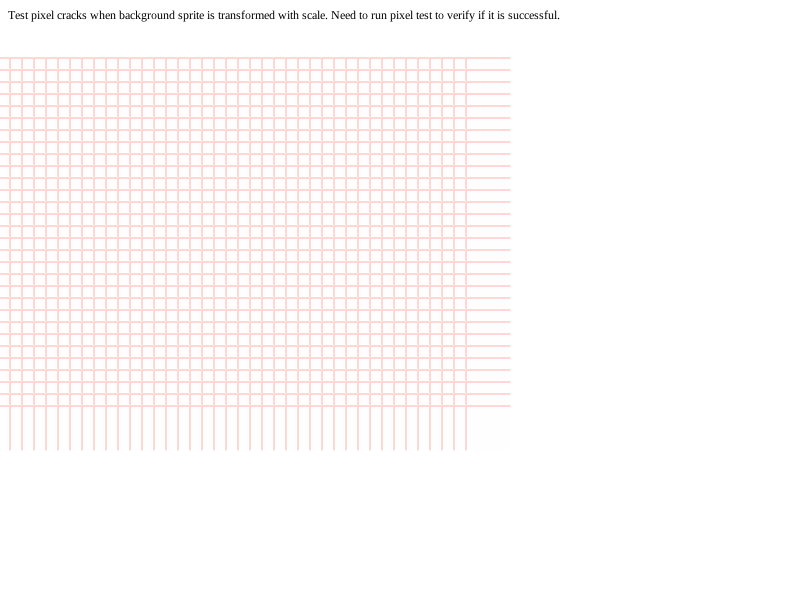 Test pixel cracks when background sprite is transformed with scale. Need to run pixel test to verify if it is successful.